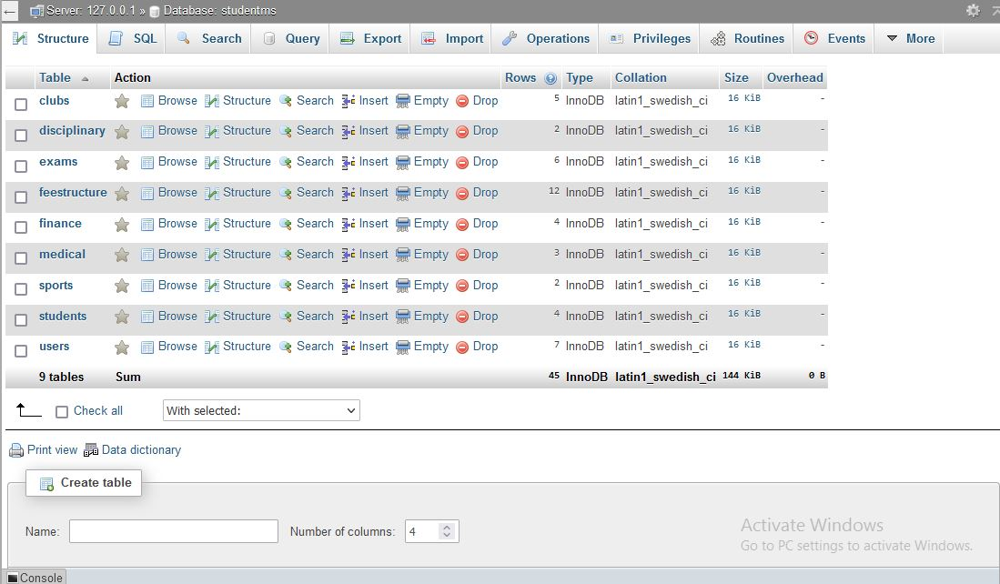 Server: 127.0.0.1 » Database: studentms
Structure SQL Search Query Export Import Operations Privileges Routines Events More
Table Action Rows Type Collation Size Overhead
clubs Browse Structure Search Insert Empty Drop 5 InnoDB latin1_swedish_ci 16 KiB -
disciplinary Browse Structure Search Insert Empty Drop 2 InnoDB latin1_swedish_ci 16 KiB -
exams Browse Structure Search Insert Empty Drop 6 InnoDB latin1_swedish_ci 16 KiB -
feestructure Browse Structure Search Insert Empty Drop 12 InnoDB latin1_swedish_ci 16 KiB -
finance Browse Structure Search Insert Empty Drop 4 InnoDB latin1_swedish_ci 16 KiB -
medical Browse Structure Search Insert Empty Drop 3 InnoDB latin1_swedish_ci 16 KiB -
sports Browse Structure Search Insert Empty Drop 2 InnoDB latin1_swedish_ci 16 KiB -
students Browse Structure Search Insert Empty Drop 4 InnoDB latin1_swedish_ci 16 KiB -
users Browse Structure Search Insert Empty Drop 7 InnoDB latin1_swedish_ci 16 KiB -
9 tables Sum 45 InnoDB latin1_swedish_ci 144 KiB 0 B
Check all With selected:
Print view Data dictionary
Create table
Name: Number of columns: 4
Activate Windows
Go to PC settings to activate Windows.
Console